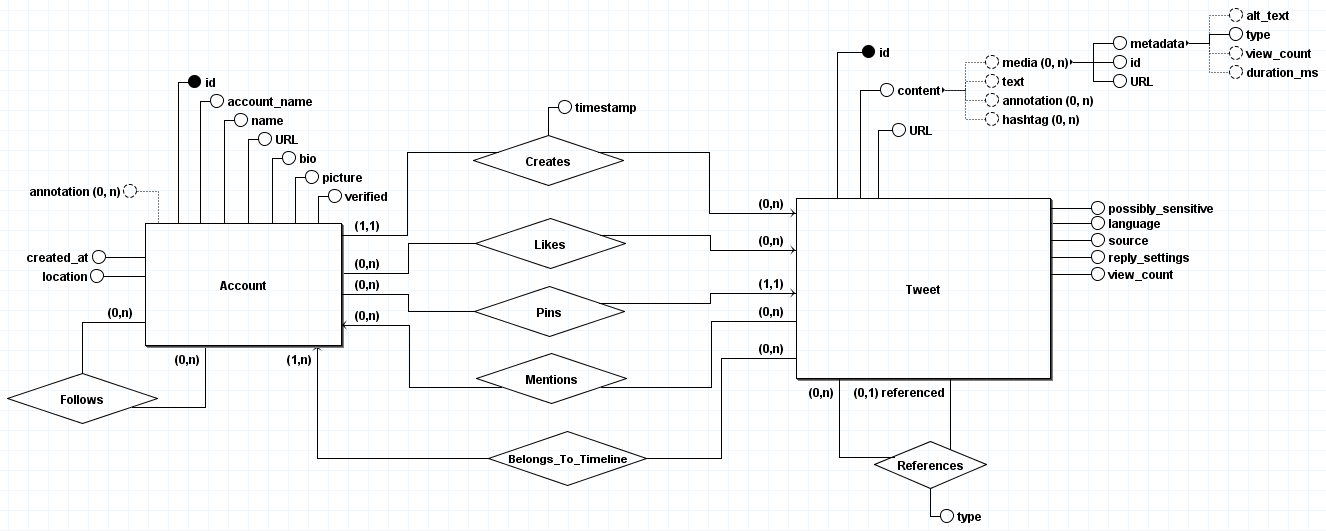 alt_text
type
view_count
duration_ms
metadata
id
URL
id
media (0, n)
text
annotation (0, n)
hashtag (0, n)
content
URL
id
account_name
name
URL
bio
picture
verified
annotation (0, n)
created_at
location
Account
timestamp
Creates
(1,1)
(0,n)
Likes
(0,n)
(0,n)
Pins
(0,n)
(1,1)
Mentions
(0,n)
(0,n)
Belongs_To_Timeline
(1,n)
(0,n)
Follows
(0,n)
(0,n)
Tweet
possibly_sensitive
language
source
reply_settings
view_count
(0,n)
(0,1) referenced
References
type